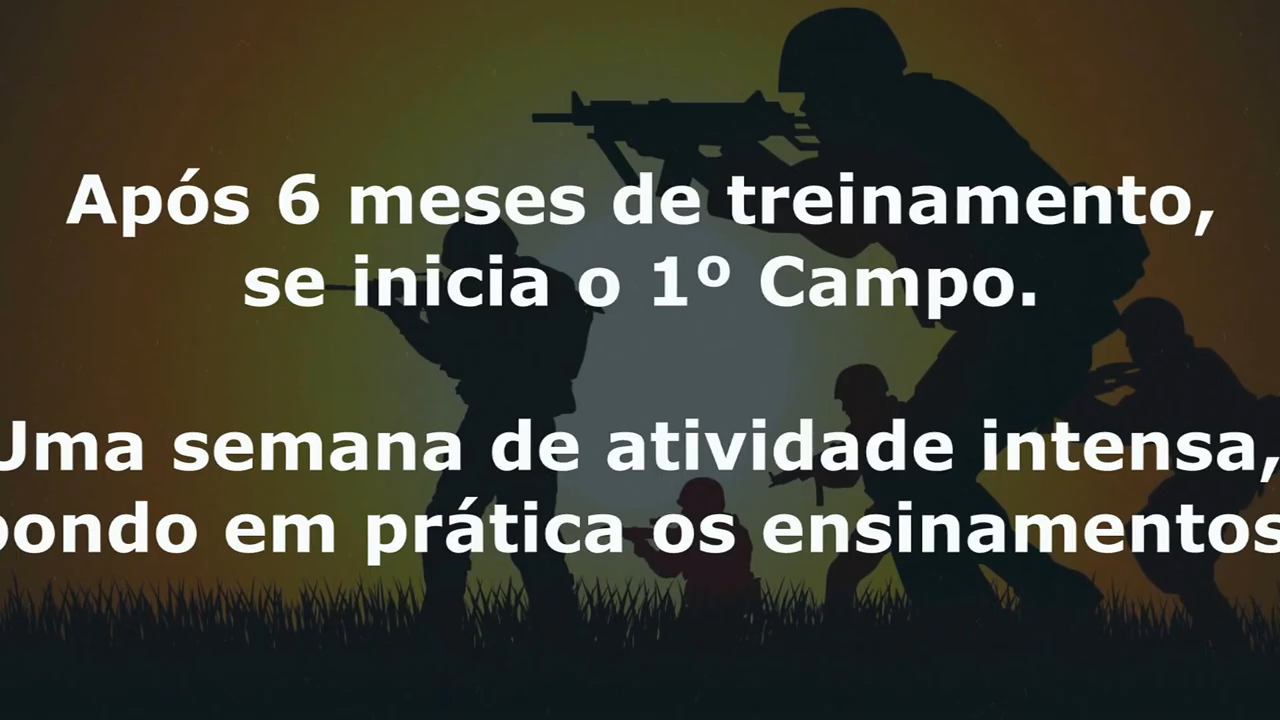 Após 6 meses de treinamento,
se inicia o 1º Campo.
Uma semana de atividade intensa,
pondo em prática os ensinamentos